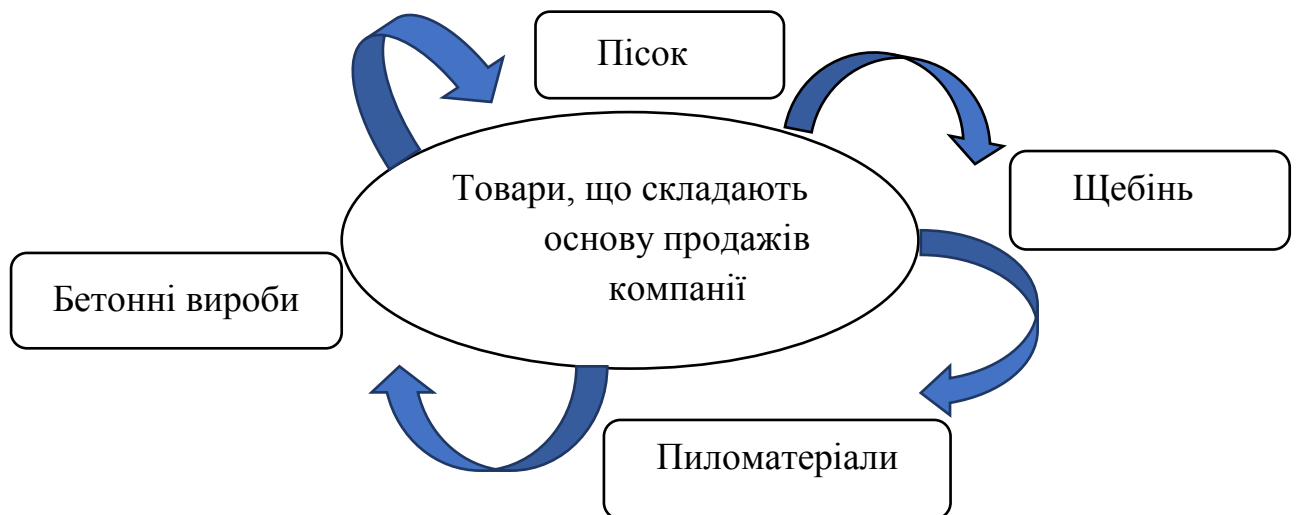 Пісок
Щебінь
Товари, що складають
основу продажів
компанії
Бетонні вироби
Пиломатеріали